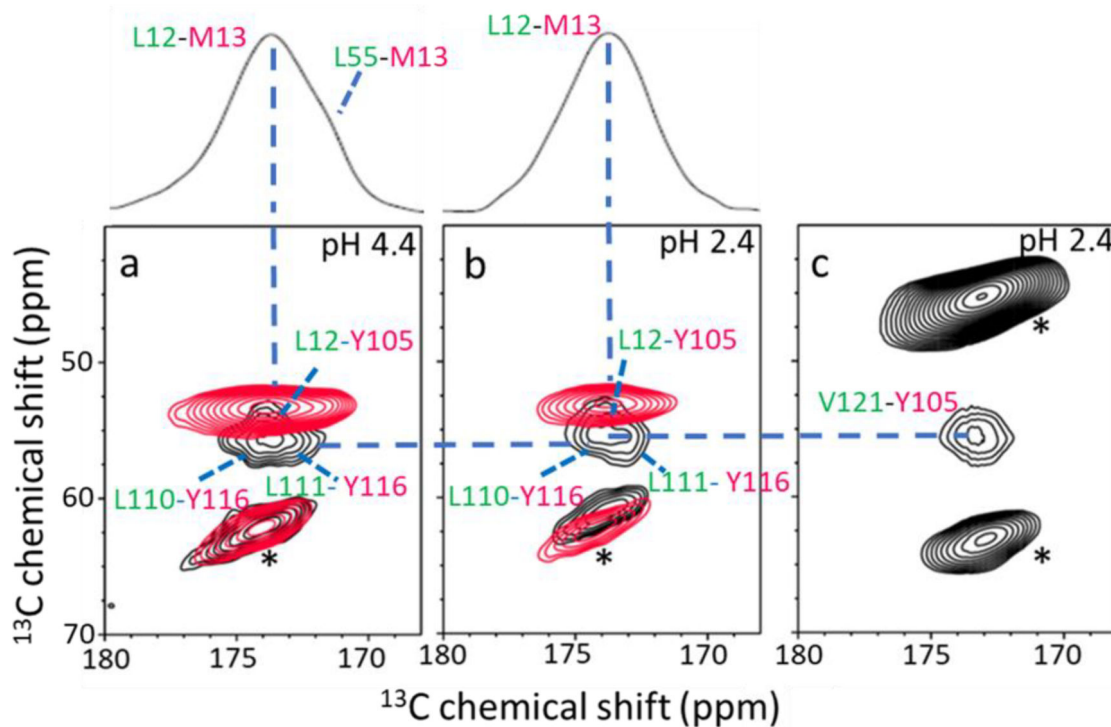 L12-M13
L55-M13
L12-M13
a
pH 4.4
b
pH 2.4
c
pH 2.4
L12-Y105
L12-Y105
V121-Y105
L110-Y116
L111-Y116
L110-Y116
L111-Y116
*
*
*
*
50
60
70
180
175
170
180
175
170
180
175
170
¹³C chemical shift (ppm)
¹³C chemical shift (ppm)